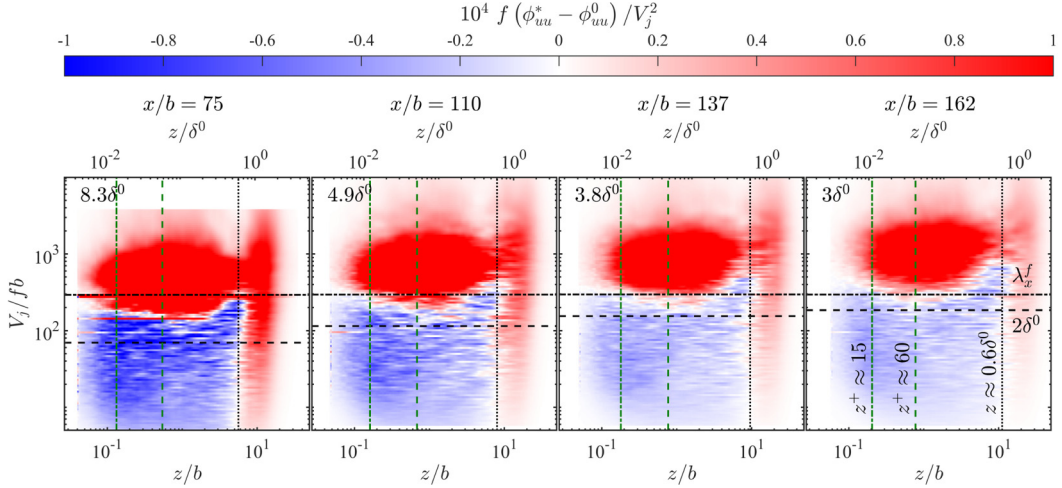 10^4 f (ϕ*_uu − ϕ^0_uu) / V_j^2
-1 -0.8 -0.6 -0.4 -0.2 0 0.2 0.4 0.6 0.8 1
x/b = 75 x/b = 110 x/b = 137 x/b = 162
z/δ^0 z/δ^0 z/δ^0 z/δ^0
10^-2 10^0 10^-2 10^0 10^-2 10^0 10^-2 10^0
8.3δ^0 4.9δ^0 3.8δ^0 3δ^0
10^3
λ_x^f
V_j/fb
2δ^0
10^2
z^+ ≈ 15
z^+ ≈ 60
z ≈ 0.6δ^0
10^-1 10^1 10^-1 10^1 10^-1 10^1 10^-1 10^1
z/b z/b z/b z/b